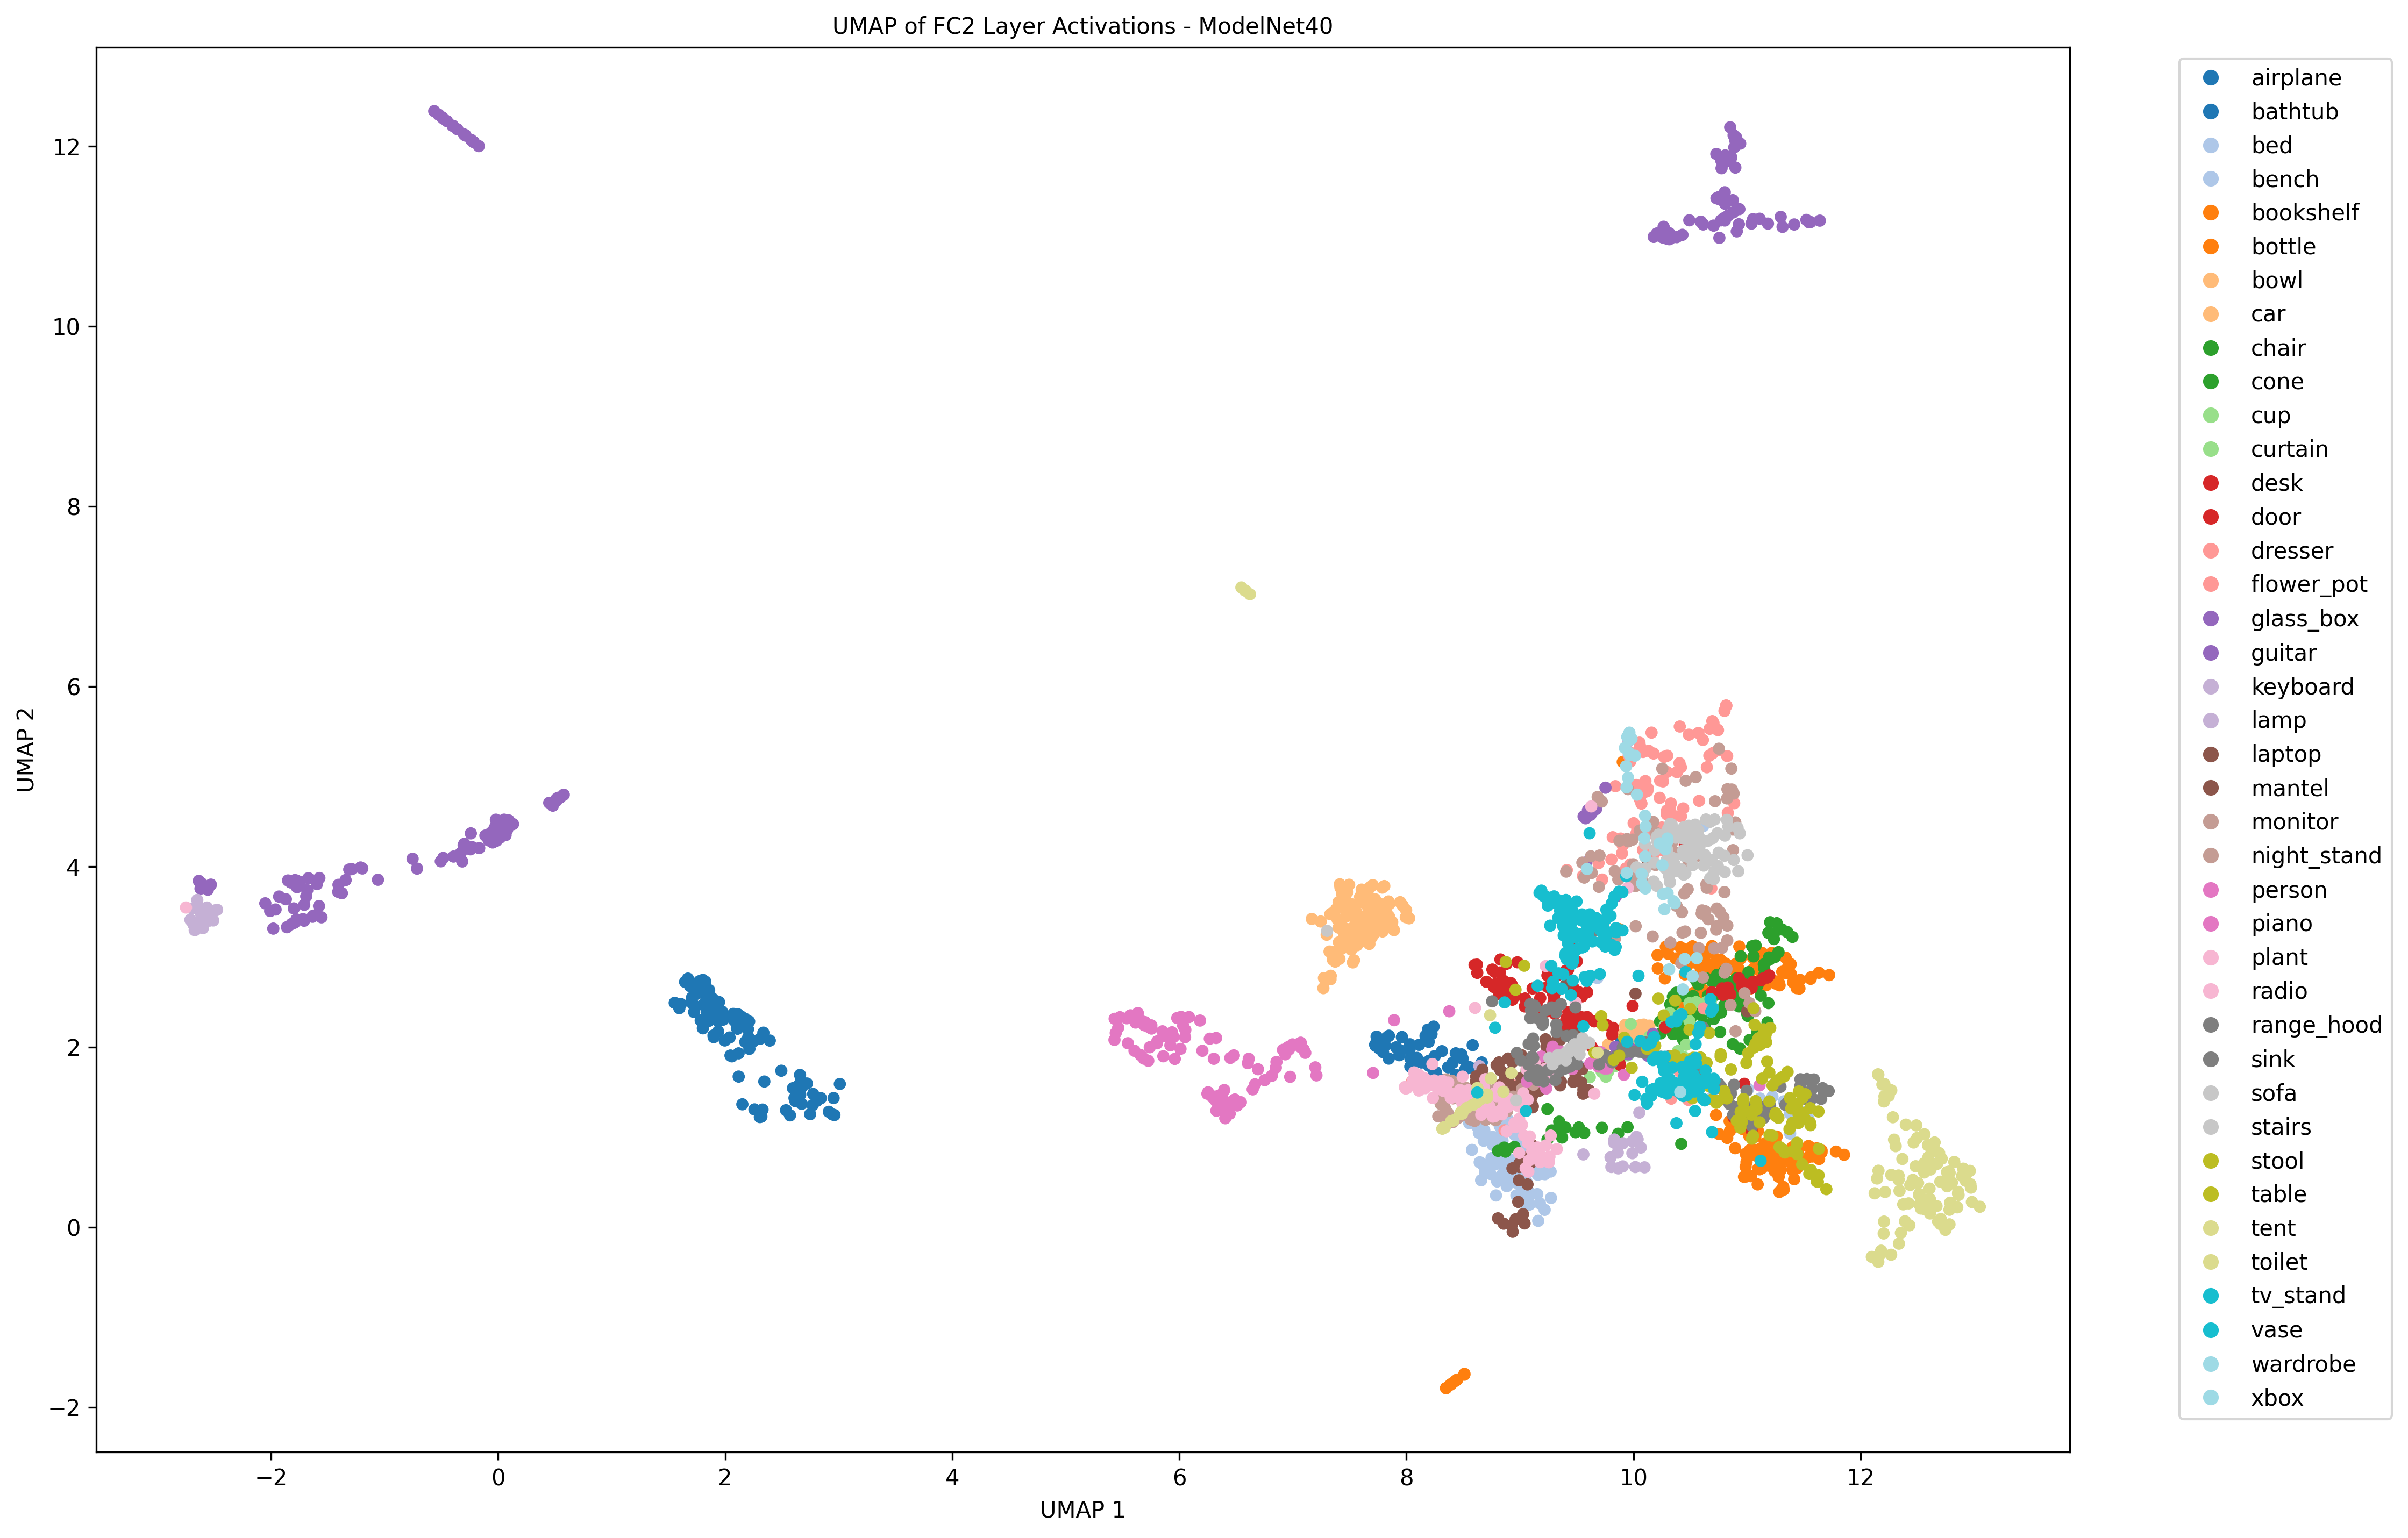 UMAP of FC2 Layer Activations - ModelNet40
12
10
8
6
4
2
0
−2
UMAP 2
−2 0 2 4 6 8 10 12
UMAP 1
airplane
bathtub
bed
bench
bookshelf
bottle
bowl
car
chair
cone
cup
curtain
desk
door
dresser
flower_pot
glass_box
guitar
keyboard
lamp
laptop
mantel
monitor
night_stand
person
piano
plant
radio
range_hood
sink
sofa
stairs
stool
table
tent
toilet
tv_stand
vase
wardrobe
xbox